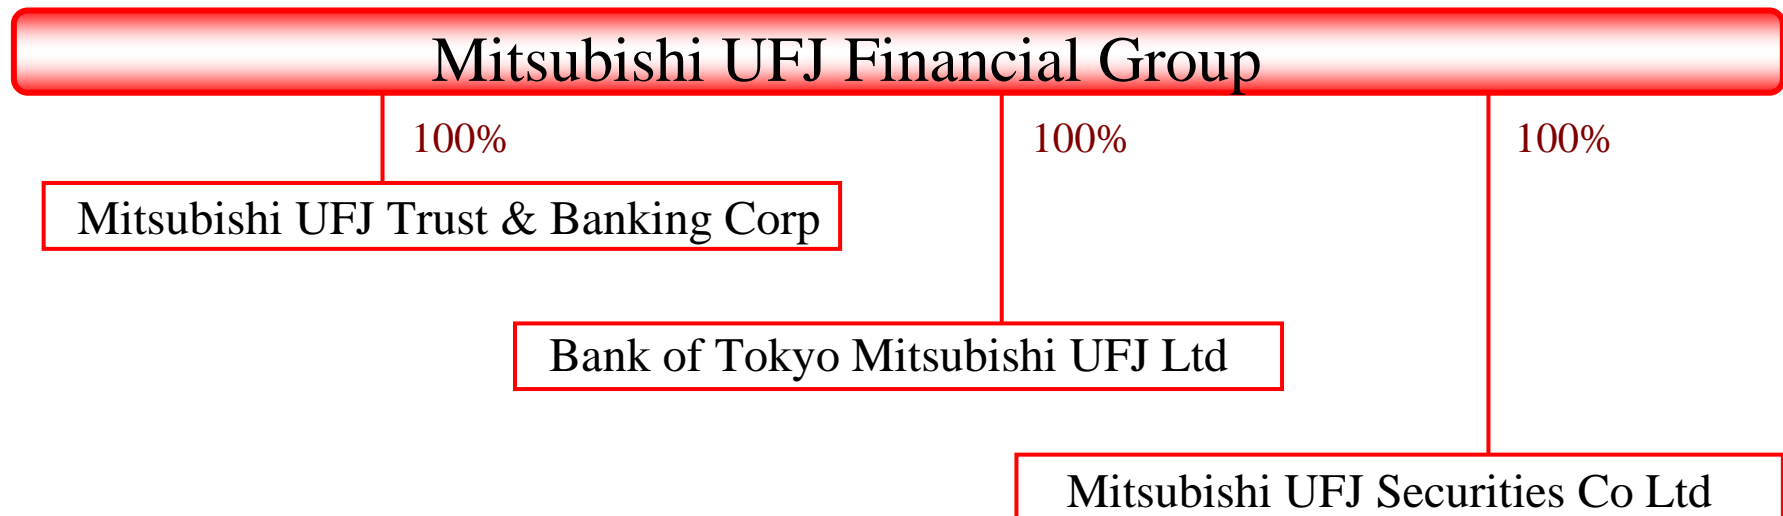 Mitsubishi UFJ Financial Group
100% 100% 100%
Mitsubishi UFJ Trust & Banking Corp
Bank of Tokyo Mitsubishi UFJ Ltd
Mitsubishi UFJ Securities Co Ltd